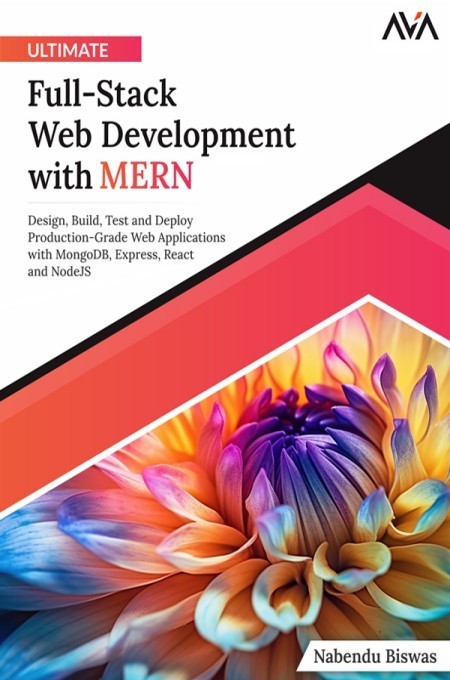 AVA
ULTIMATE
Full-Stack
Web Development
with MERN
Design, Build, Test and Deploy
Production-Grade Web Applications
with MongoDB, Express, React
and NodeJS
Nabendu Biswas